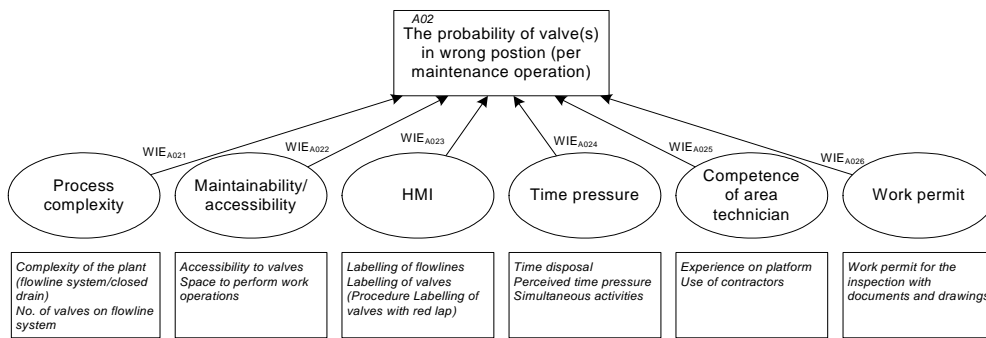 A02
The probability of valve(s)
in wrong postion (per
maintenance operation)
WIEA021
WIEA022
WIEA023
WIEA024
WIEA025
WIEA026
Process
complexity
Maintainability/
accessibility
HMI
Time pressure
Competence
of area
technician
Work permit
Complexity of the plant
(flowline system/closed
drain)
No. of valves on flowline
system
Accessibility to valves
Space to perform work
operations
Labelling of flowlines
Labelling of valves
(Procedure Labelling of
valves with red lap)
Time disposal
Perceived time pressure
Simultaneous activities
Experience on platform
Use of contractors
Work permit for the
inspection with
documents and drawings